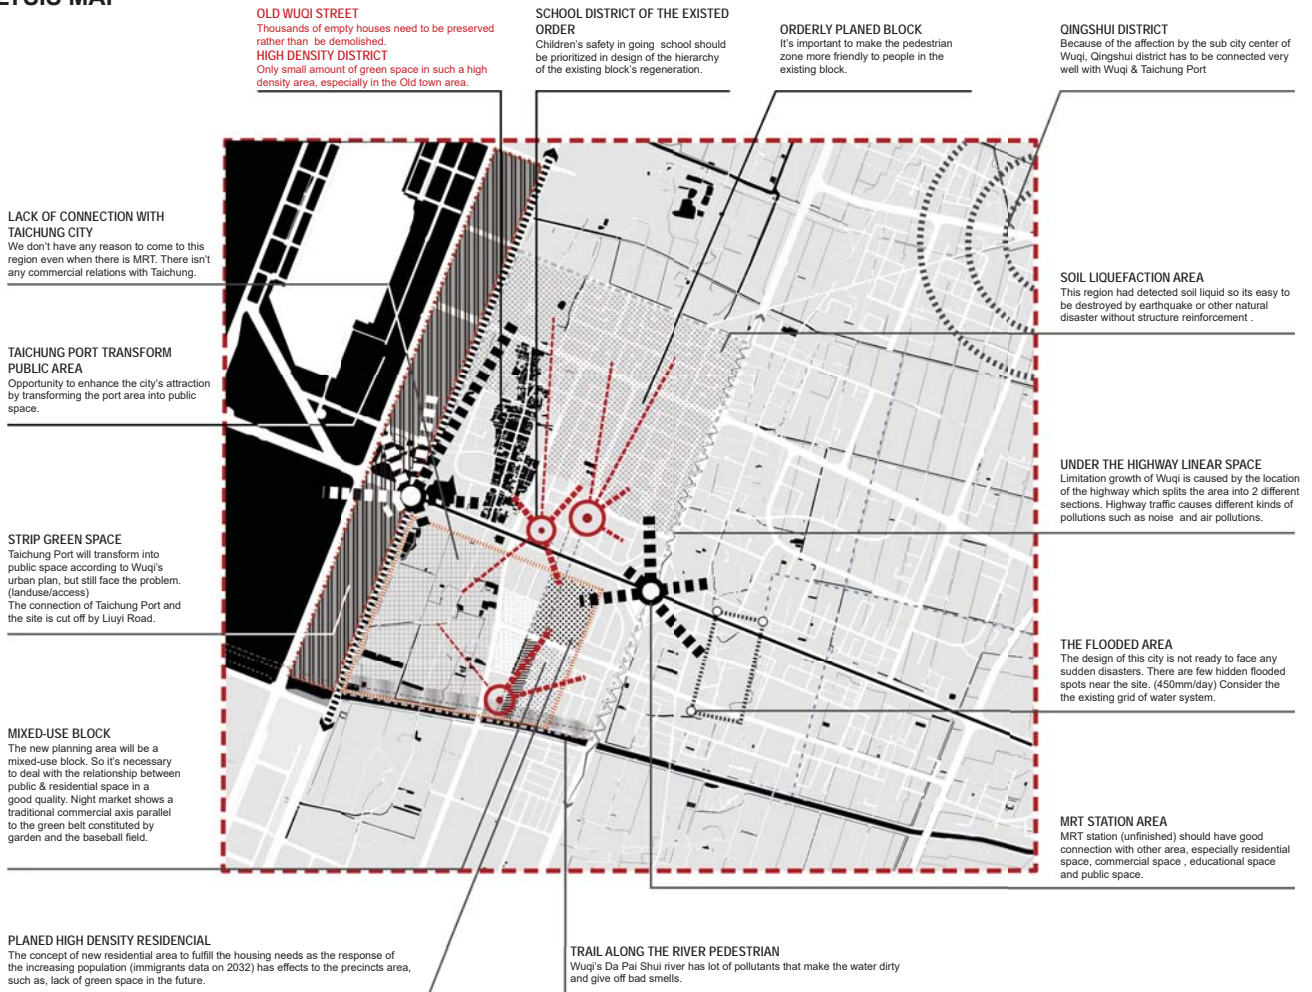 OLD WUQI STREET
Thousands of empty houses need to be preserved
rather than  be demolished.
HIGH DENSITY DISTRICT
Only small amount of green space in such a high
density area, especially in the Old town area.
SCHOOL DISTRICT OF THE EXISTED
ORDER
Children's safety in going  school should
be prioritized in design of the hierarchy
of the existing block's regeneration.
ORDERLY PLANED BLOCK
It's important to make the pedestrian
zone more friendly to people in the
existing block.
QINGSHUI DISTRICT
Because of the affection by the sub city center of
Wuqi, Qingshui district has to be connected very
well with Wuqi & Taichung Port
LACK OF CONNECTION WITH
TAICHUNG CITY
We don't have any reason to come to this
region even when there is MRT. There isn't
any commercial relations with Taichung.
TAICHUNG PORT TRANSFORM
PUBLIC AREA
Opportunity to enhance the city's attraction
by transforming the port area into public
space.
STRIP GREEN SPACE
Taichung Port will transform into
public space according to Wuqi's
urban plan, but still face the problem.
(landuse/access)
The connection of Taichung Port and
the site is cut off by Liuyi Road.
MIXED-USE BLOCK
The new planning area will be a
mixed-use block. So it's necessary
to deal with the relationship between
public & residential space in a
good quality. Night market shows a
traditional commercial axis parallel
to the green belt constituted by
garden and the baseball field.
SOIL LIQUEFACTION AREA
This region had detected soil liquid so its easy to
be destroyed by earthquake or other natural
disaster without structure reinforcement .
UNDER THE HIGHWAY LINEAR SPACE
Limitation growth of Wuqi is caused by the location
of the highway which splits the area into 2 different
sections. Highway traffic causes different kinds of
pollutions such as noise  and air pollutions.
THE FLOODED AREA
The design of this city is not ready to face any
sudden disasters. There are few hidden flooded
spots near the site. (450mm/day) Consider the
the existing grid of water system.
MRT STATION AREA
MRT station (unfinished) should have good
connection with other area, especially residential
space, commercial space , educational space
and public space.
PLANED HIGH DENSITY RESIDENCIAL
The concept of new residential area to fulfill the housing needs as the response of
the increasing population (immigrants data on 2032) has effects to the precincts area,
such as, lack of green space in the future.
TRAIL ALONG THE RIVER PEDESTRIAN
Wuqi's Da Pai Shui river has lot of pollutants that make the water dirty
and give off bad smells.